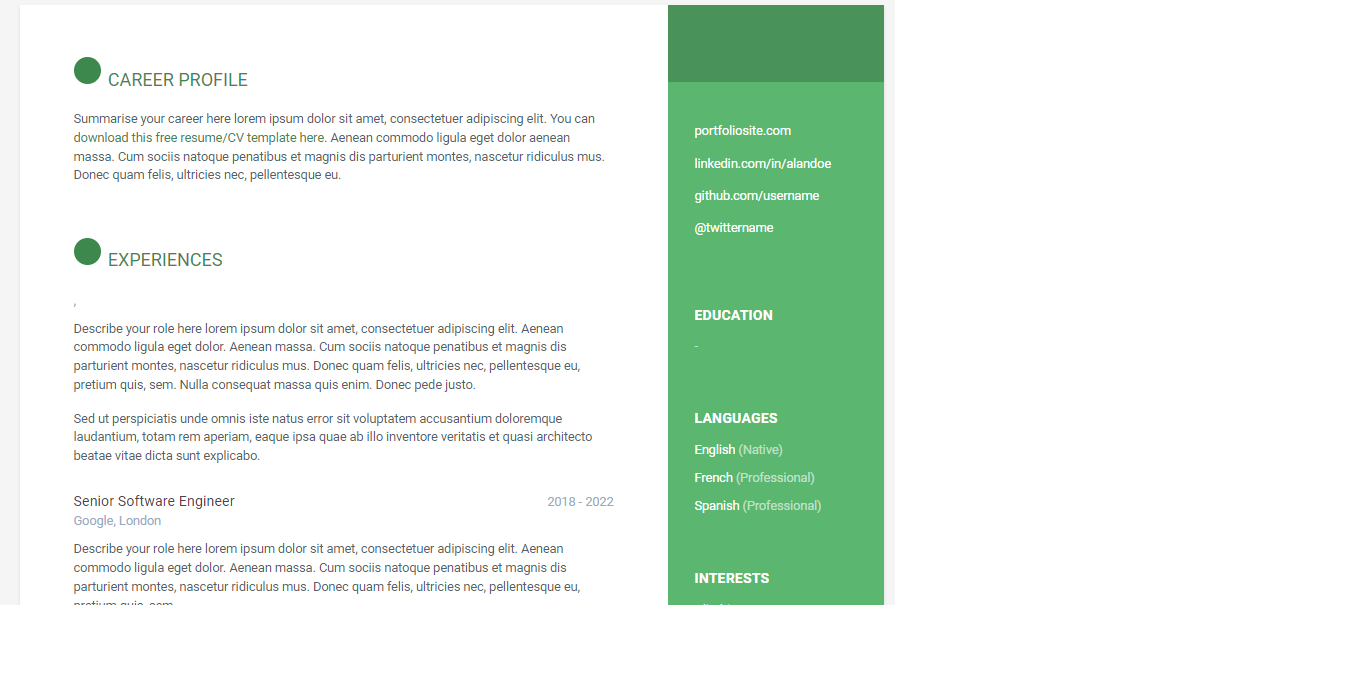 CAREER PROFILE
Summarise your career here lorem ipsum dolor sit amet, consectetuer adipiscing elit. You can
download this free resume/CV template here. Aenean commodo ligula eget dolor aenean
massa. Cum sociis natoque penatibus et magnis dis parturient montes, nascetur ridiculus mus.
Donec quam felis, ultricies nec, pellentesque eu.
EXPERIENCES
,
Describe your role here lorem ipsum dolor sit amet, consectetuer adipiscing elit. Aenean
commodo ligula eget dolor. Aenean massa. Cum sociis natoque penatibus et magnis dis
parturient montes, nascetur ridiculus mus. Donec quam felis, ultricies nec, pellentesque eu,
pretium quis, sem. Nulla consequat massa quis enim. Donec pede justo.
Sed ut perspiciatis unde omnis iste natus error sit voluptatem accusantium doloremque
laudantium, totam rem aperiam, eaque ipsa quae ab illo inventore veritatis et quasi architecto
beatae vitae dicta sunt explicabo.
Senior Software Engineer 2018 - 2022
Google, London
Describe your role here lorem ipsum dolor sit amet, consectetuer adipiscing elit. Aenean
commodo ligula eget dolor. Aenean massa. Cum sociis natoque penatibus et magnis dis
parturient montes, nascetur ridiculus mus. Donec quam felis, ultricies nec, pellentesque eu,
pretium quis, sem.
portfoliosite.com
linkedin.com/in/alandoe
github.com/username
@twittername
EDUCATION
-
LANGUAGES
English (Native)
French (Professional)
Spanish (Professional)
INTERESTS